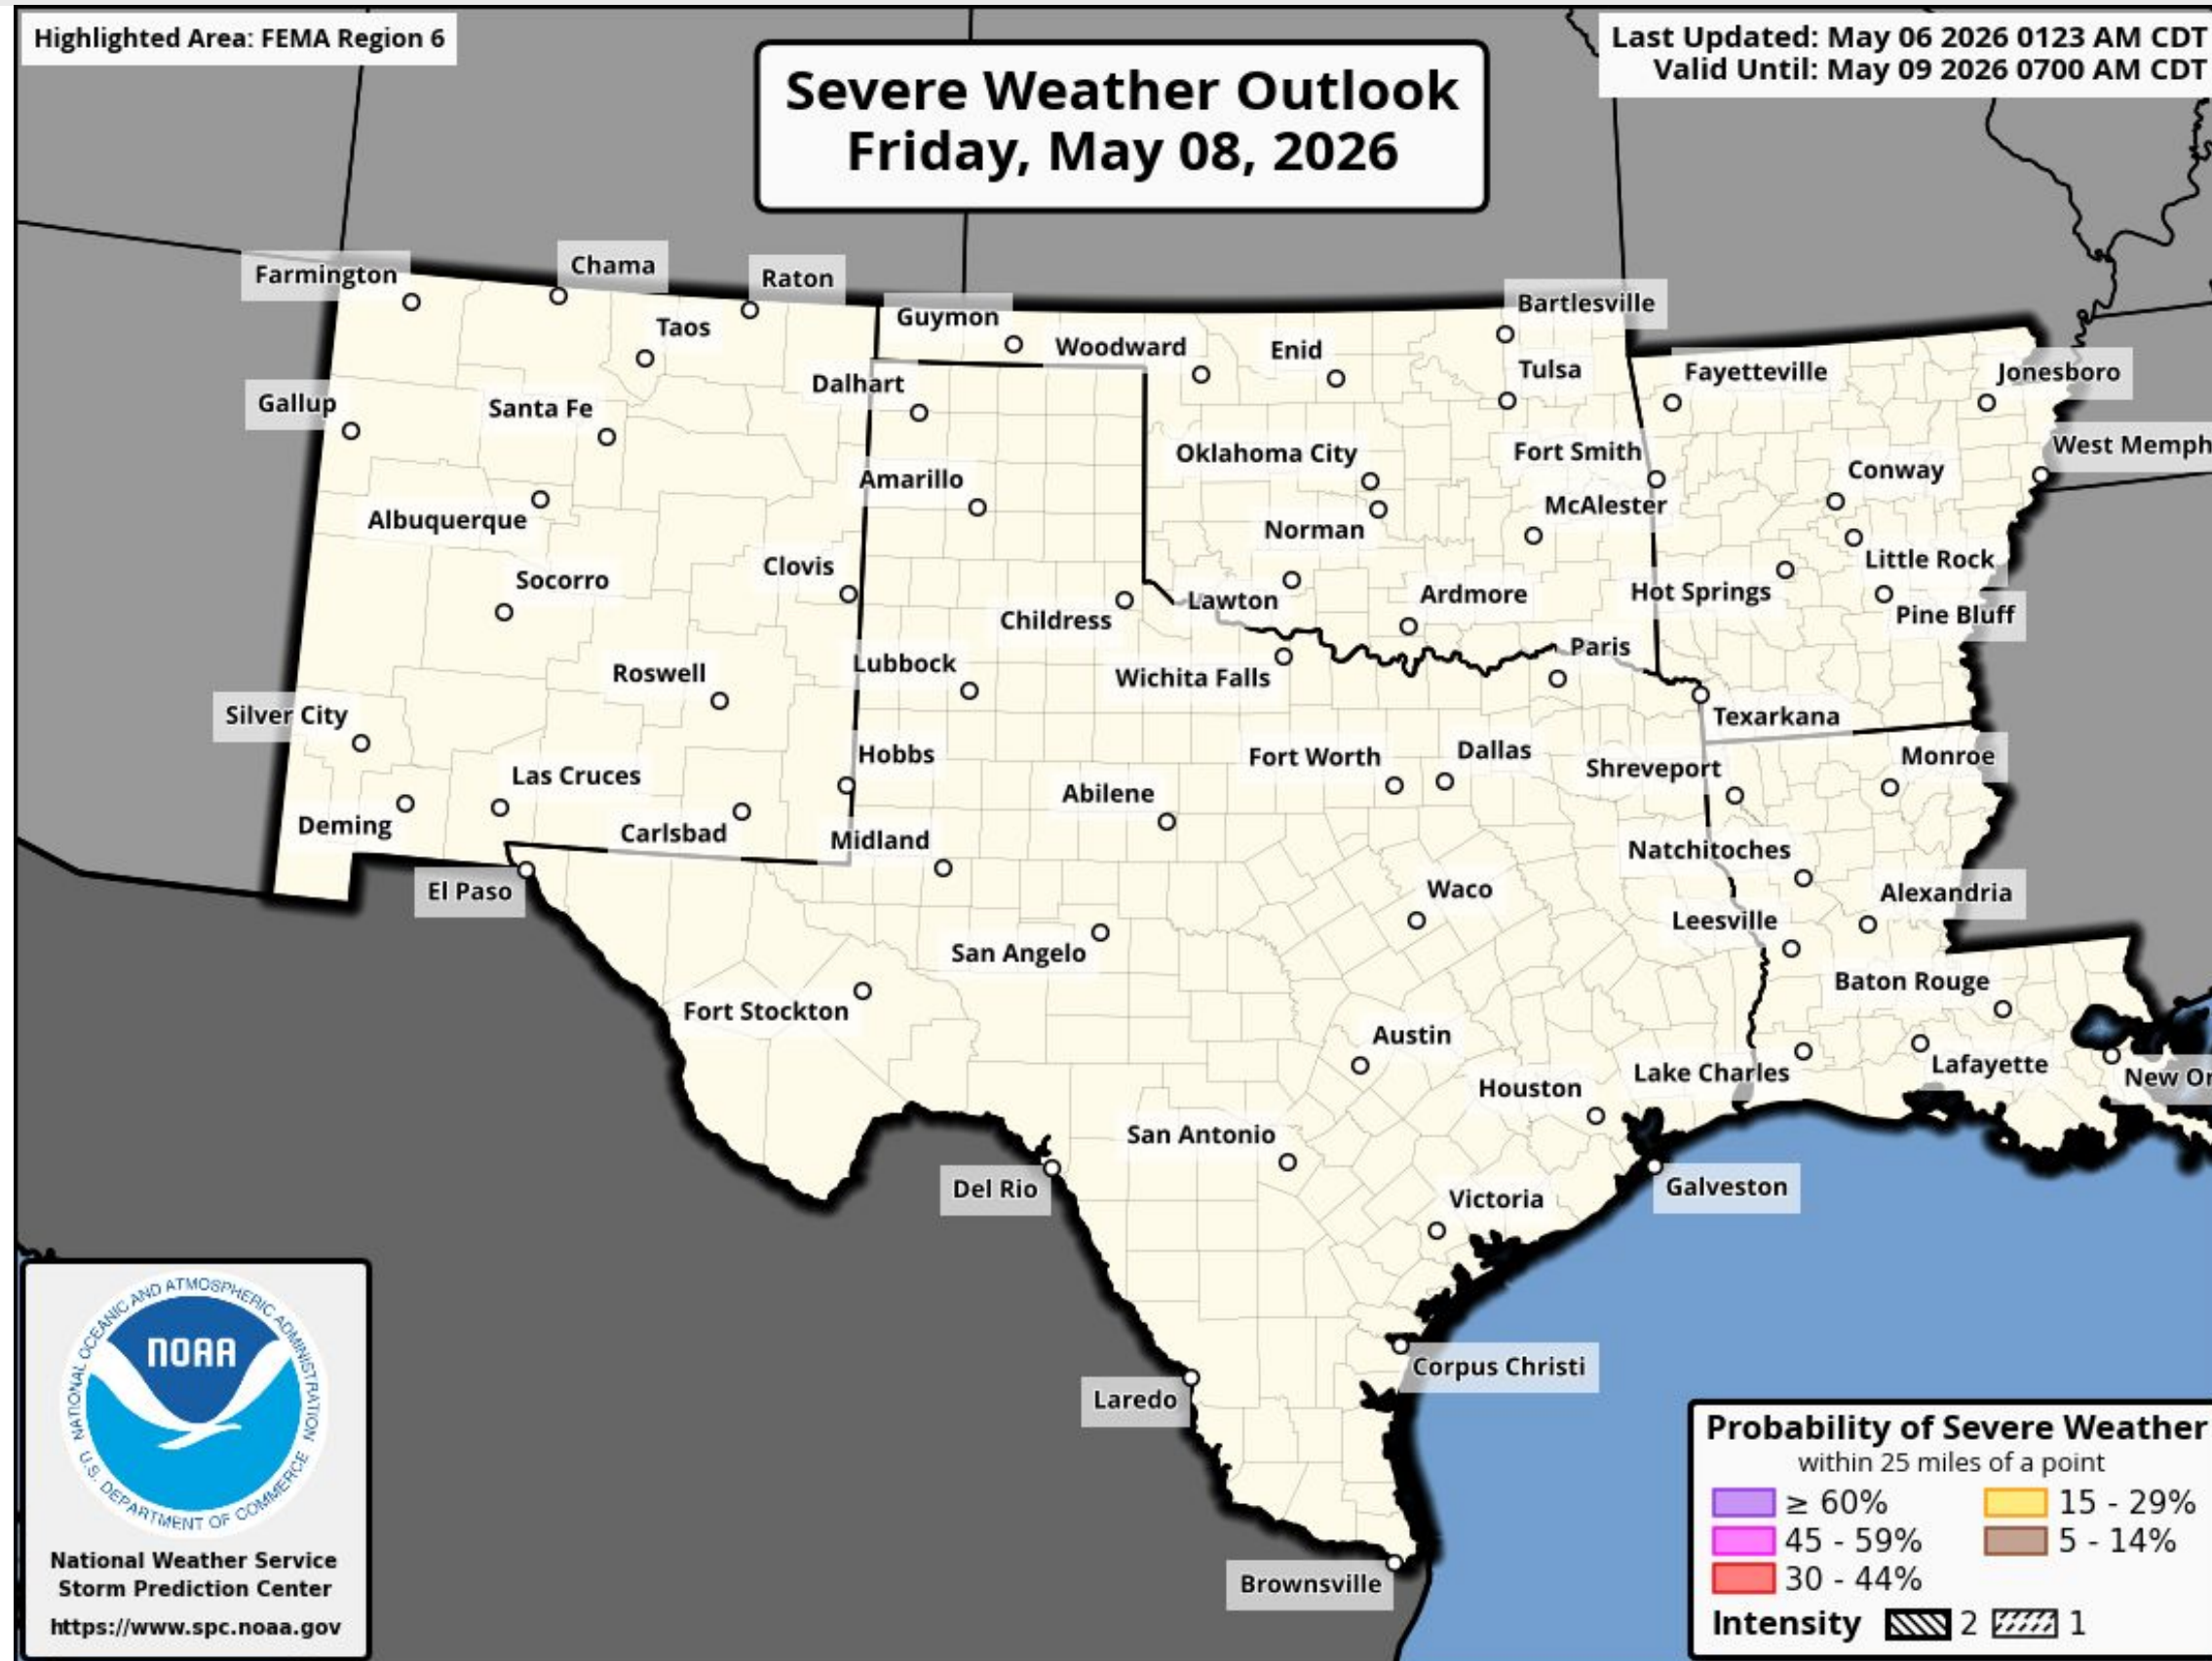 Highlighted Area: FEMA Region 6
Last Updated: May 06 2026 0123 AM CDT
Valid Until: May 09 2026 0700 AM CDT
Severe Weather Outlook
Friday, May 08, 2026
Farmington
Chama
Raton
Taos
Guymon
Woodward
Enid
Bartlesville
Tulsa
Fayetteville
Jonesboro
Gallup
Santa Fe
Dalhart
Amarillo
Oklahoma City
Fort Smith
Conway
West Memph
Albuquerque
Norman
McAlester
Little Rock
Socorro
Clovis
Childress
Lawton
Ardmore
Hot Springs
Pine Bluff
Roswell
Lubbock
Wichita Falls
Paris
Texarkana
Silver City
Las Cruces
Hobbs
Fort Worth
Dallas
Shreveport
Monroe
Deming
Carlsbad
Midland
Abilene
Natchitoches
El Paso
Waco
Alexandria
Leesville
San Angelo
Baton Rouge
Fort Stockton
Austin
Houston
Lake Charles
Lafayette
New Or
San Antonio
Del Rio
Victoria
Galveston
Laredo
Corpus Christi
Brownsville
NATIONAL OCEANIC AND ATMOSPHERIC ADMINISTRATION
NOAA
U.S. DEPARTMENT OF COMMERCE
National Weather Service
Storm Prediction Center
https://www.spc.noaa.gov
Probability of Severe Weather
within 25 miles of a point
≥ 60% 15 - 29%
45 - 59% 5 - 14%
30 - 44%
Intensity 2 1